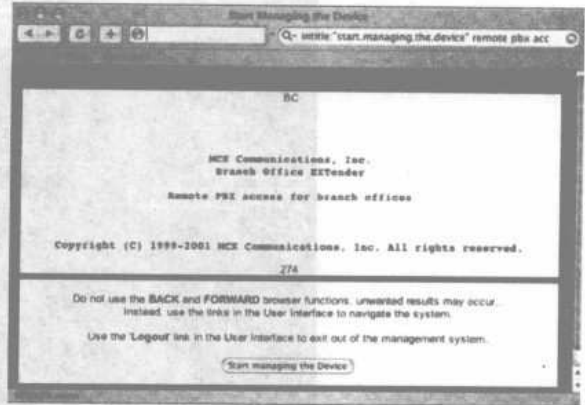 Start Managing the Device
Q- intitle:"start.managing.the.device" remote pbx acc
BC
MCK Communications, Inc.
Branch Office EXTender
Remote PBX access for branch offices
Copyright (C) 1999-2001 MCK Communications, Inc. All rights reserved.
274
Do not use the BACK and FORWARD browser functions, unwanted results may occur.
Instead, use the links in the User Interface to navigate the system.
Use the 'Logout' link in the User Interface to exit out of the management system.
Start managing the Device